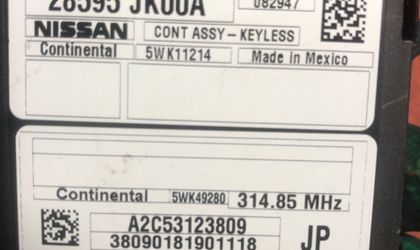 28595 JK00A 082947
NISSAN CONT ASSY - KEYLESS
Continental 5WK11214 Made in Mexico
Continental 5WK49280 314.85 MHz
A2C53123809
38090181901118 JP